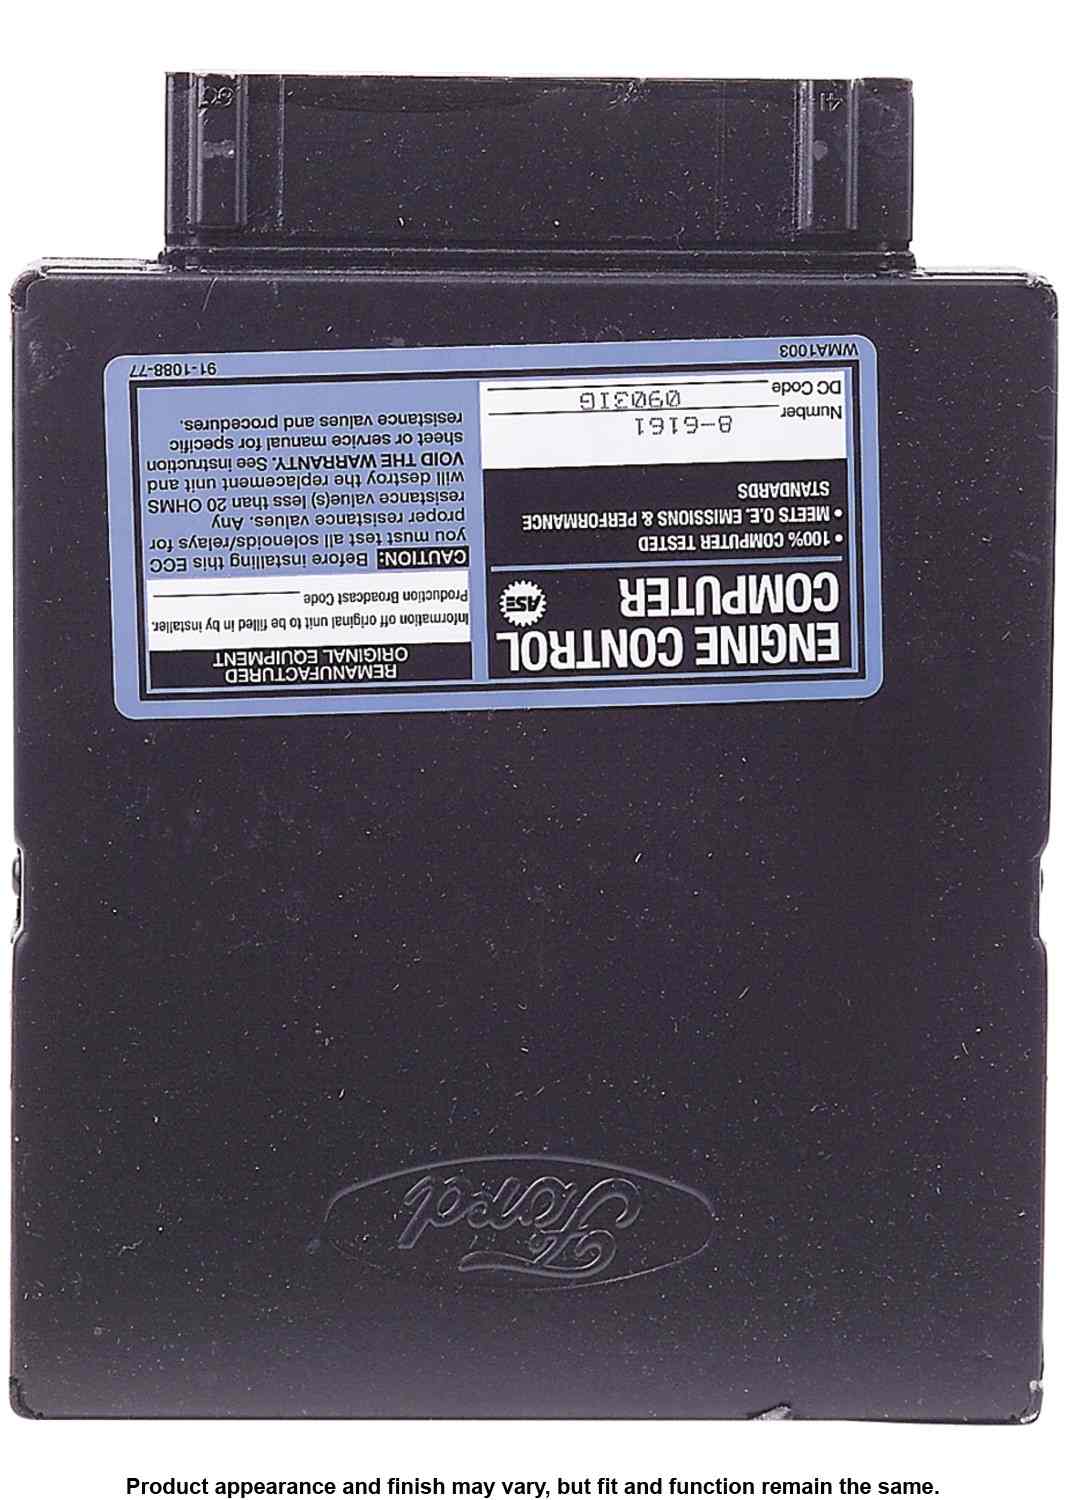 ENGINE CONTROL
COMPUTER
ASE
• 100% COMPUTER TESTED
• MEETS O.E. EMISSIONS & PERFORMANCE
STANDARDS
Number 8-6161
DC Code 09031G
WMA1003
REMANUFACTURED
ORIGINAL EQUIPMENT
Information off original unit to be filled in by installer.
Production Broadcast Code
CAUTION: Before installing this ECC
you must test all solenoids/relays for
proper resistance values. Any
resistance value(s) less than 20 OHMS
will destroy the replacement unit and
VOID THE WARRANTY. See instruction
sheet or service manual for specific
resistance values and procedures.
91-1088-77
Ford
Product appearance and finish may vary, but fit and function remain the same.